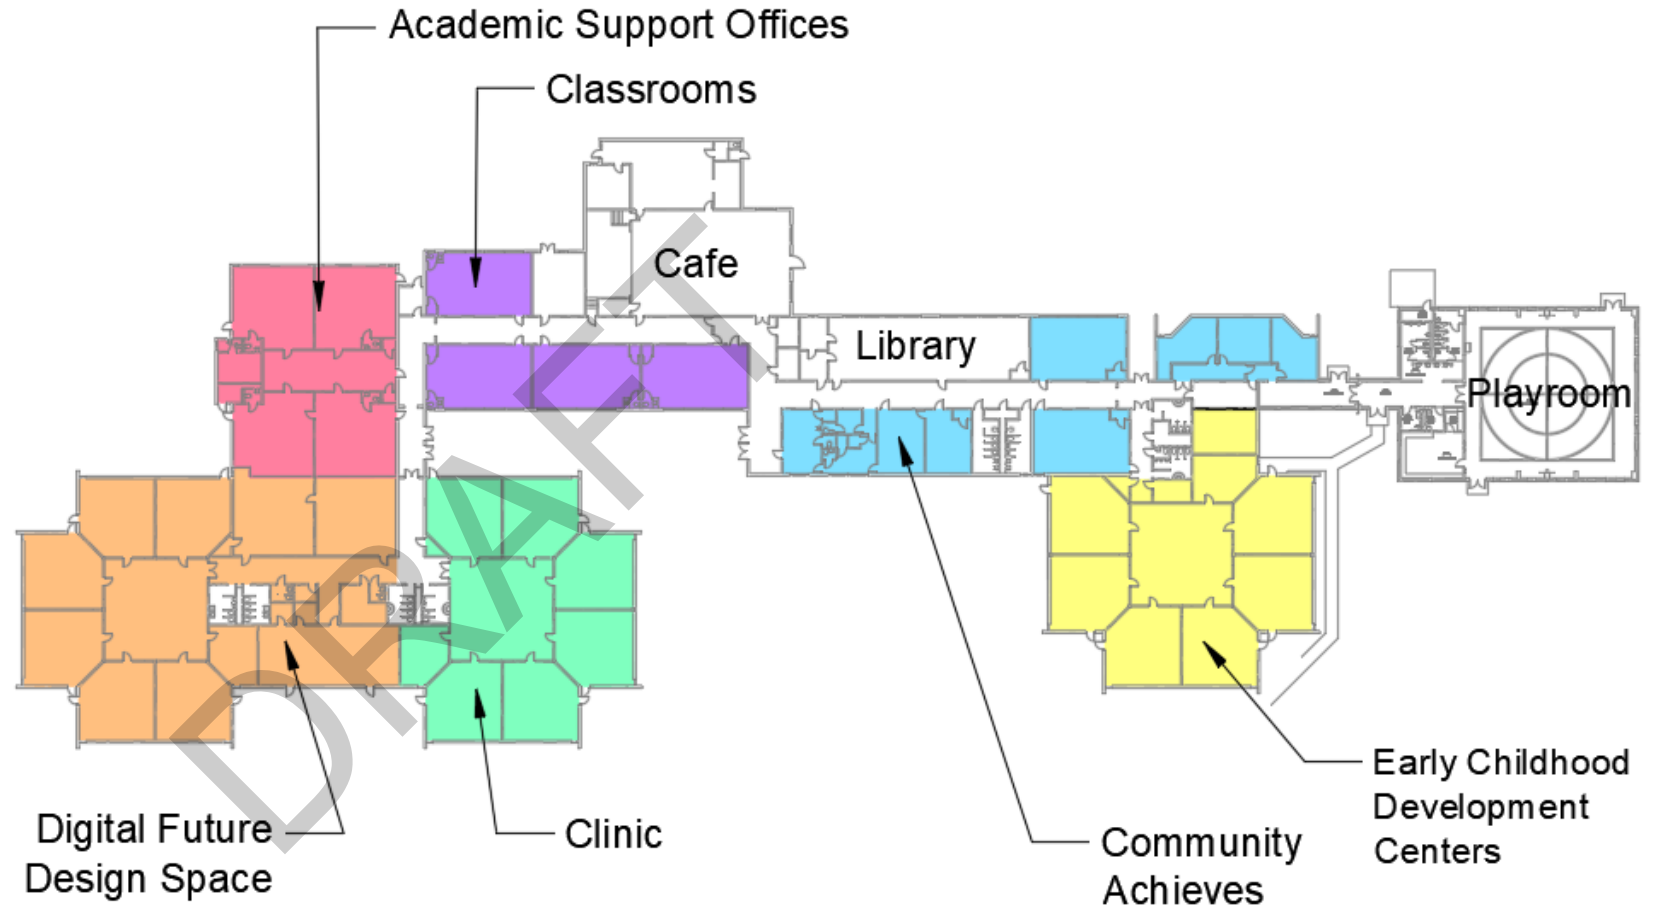 Academic Support Offices
Classrooms
Cafe
Library
Playroom
DRAFT
Digital Future
Design Space
Clinic
Community
Achieves
Early Childhood
Development
Centers